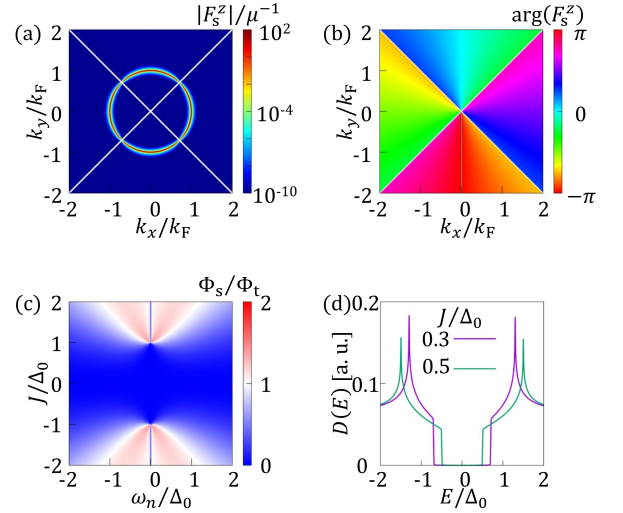 (a)
|F_s^z|/μ^{-1}
10^2
10^{-4}
10^{-10}
2
1
0
-1
-2
k_y/k_F
-2 -1 0 1 2
k_x/k_F
(b)
arg(F_s^z)
π
0
-π
2
1
0
-1
-2
k_y/k_F
-2 -1 0 1 2
k_x/k_F
(c)
Φ_s/Φ_t
2
1
0
2
1
0
-1
-2
J/Δ_0
-2 -1 0 1 2
ω_n/Δ_0
(d)
0.2
0.1
0
D(E) [a. u.]
J/Δ_0
0.3
0.5
-2 -1 0 1 2
E/Δ_0